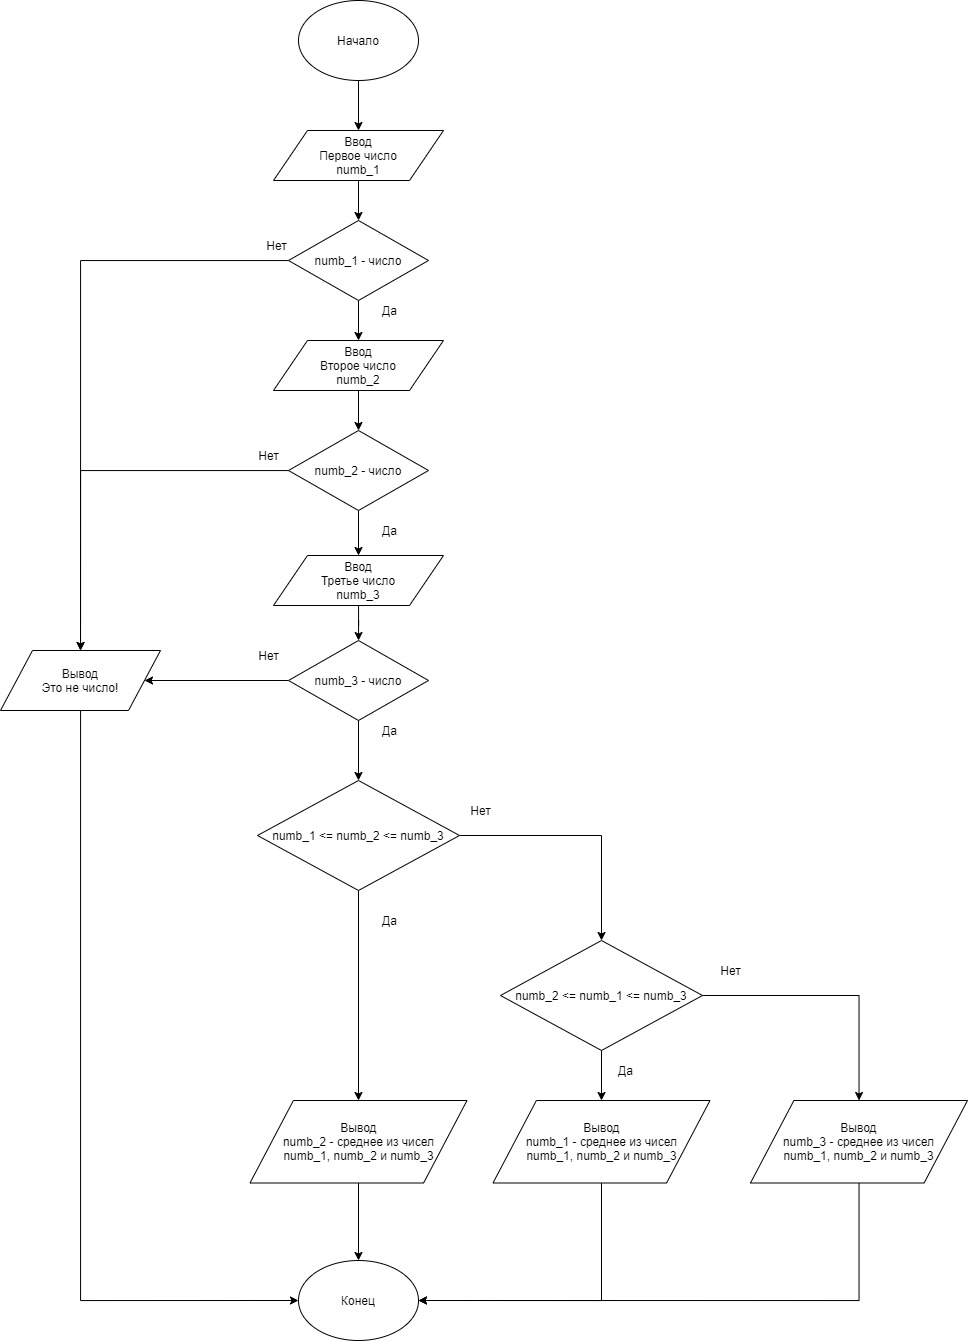 Начало
Ввод
Первое число
numb_1
Нет
numb_1 - число
Да
Ввод
Второе число
numb_2
Нет
numb_2 - число
Да
Ввод
Третье число
numb_3
Нет
numb_3 - число
Вывод
Это не число!
Да
Нет
numb_1 <= numb_2 <= numb_3
Да
Нет
numb_2 <= numb_1 <= numb_3
Да
Вывод
numb_2 - среднее из чисел
numb_1, numb_2 и numb_3
Вывод
numb_1 - среднее из чисел
numb_1, numb_2 и numb_3
Вывод
numb_3 - среднее из чисел
numb_1, numb_2 и numb_3
Конец